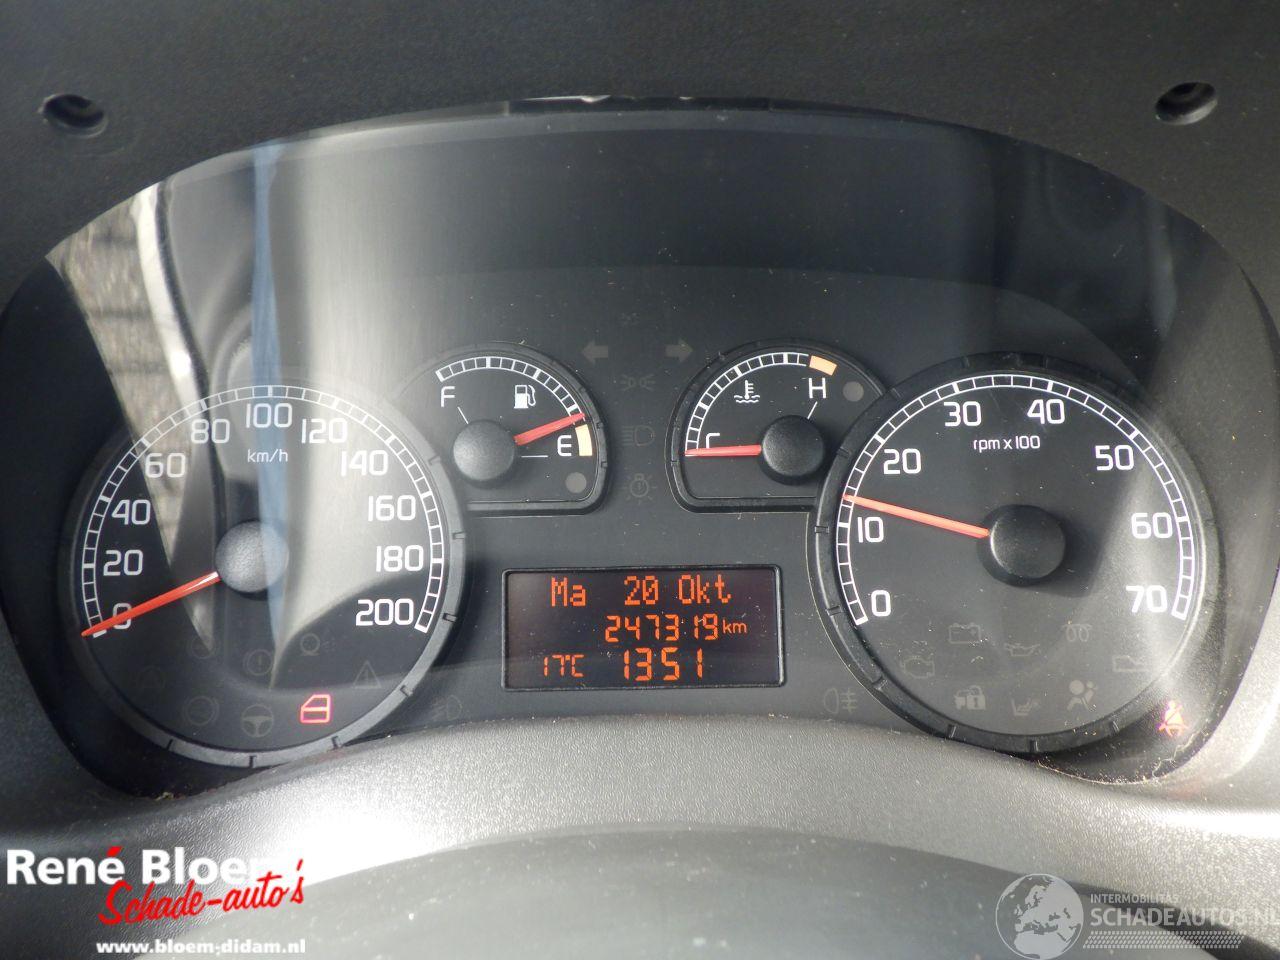 F
E
C
H
0
20
40
60
80
100
120
140
160
180
200
km/h
0
10
20
30
40
50
60
70
rpm x 100
Ma 20 Okt
247319 km
17°C 1351
René Bloem
Schade-auto's
www.bloem-didam.nl
INTERMOBILITAS
SCHADEAUTOS.NL